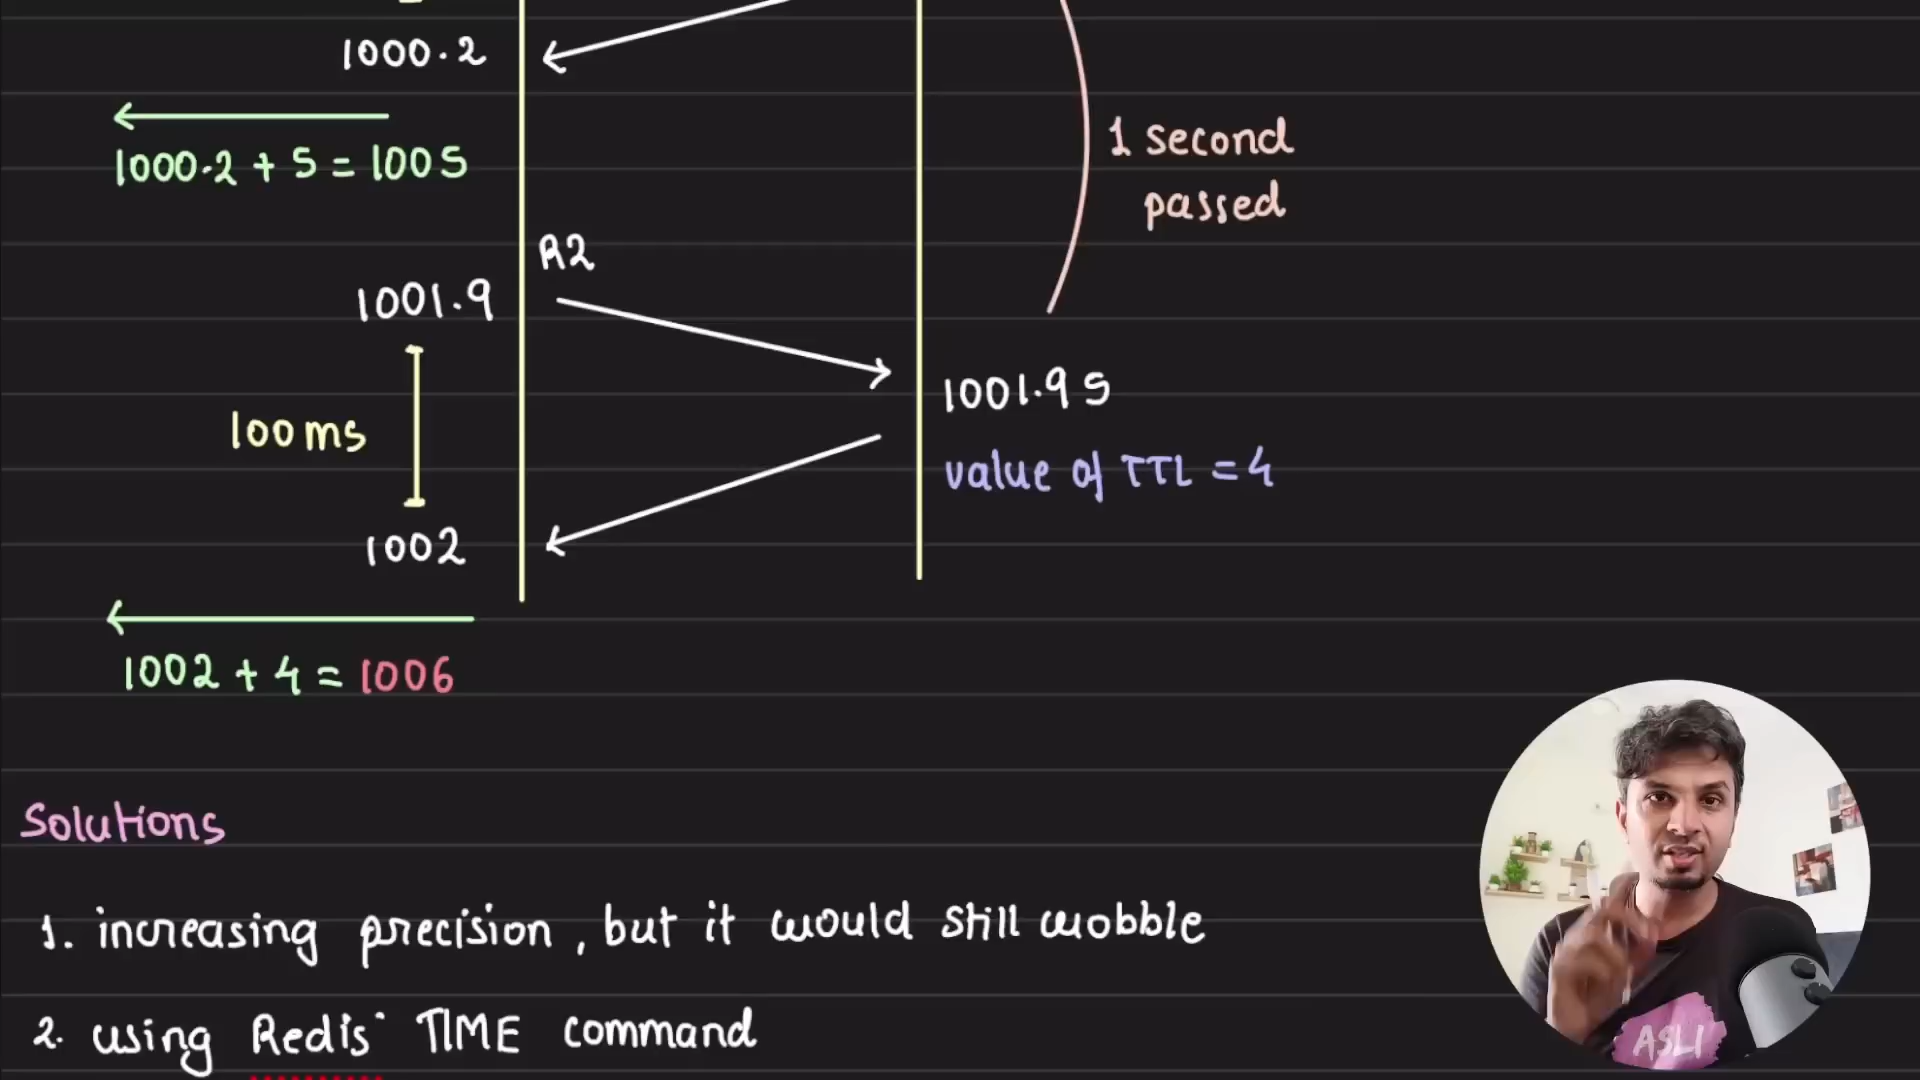 1000.2
1000.2 + 5 = 1005
1 second
passed
R2
1001.9
1001.95
100ms
value of TTL = 4
1002
1002 + 4 = 1006
Solutions
1. increasing precision, but it would still wobble
2. using Redis' TIME command
ASLI